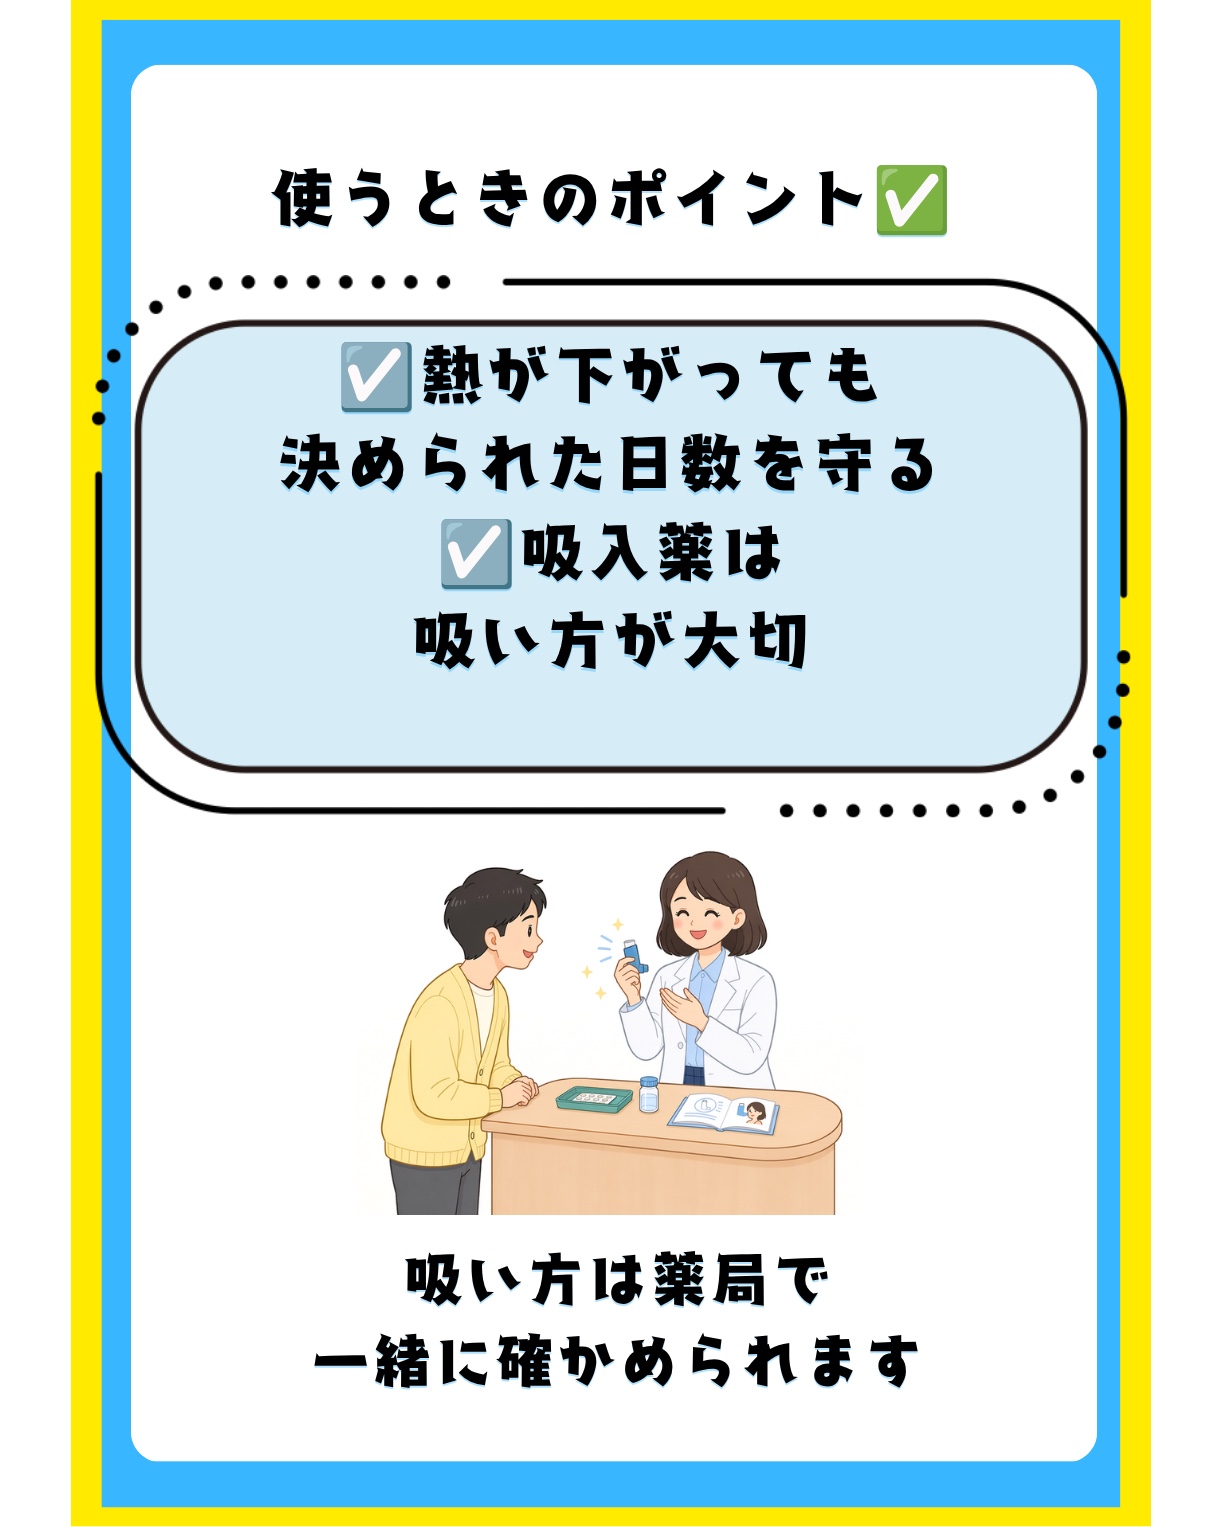 使うときのポイント✅
☑熱が下がっても
決められた日数を守る
☑吸入薬は
吸い方が大切
吸い方は薬局で
一緒に確かめられます